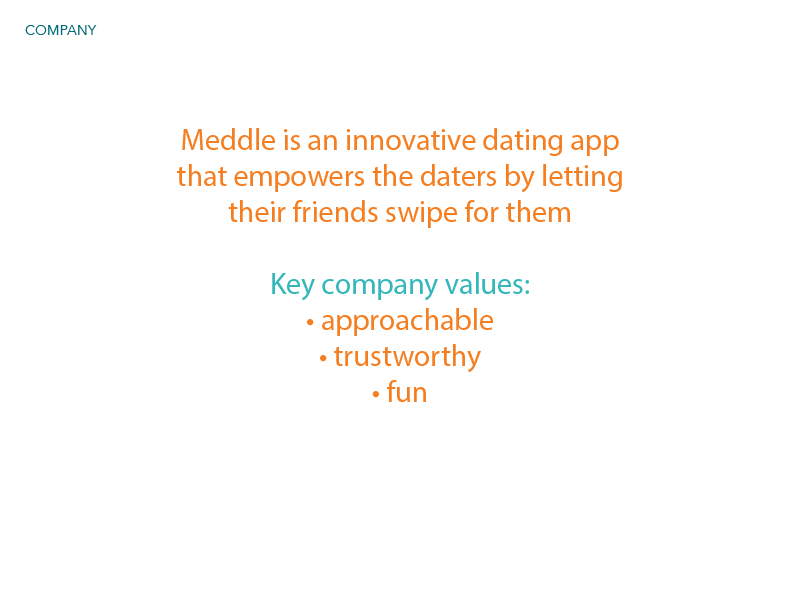 COMPANY
Meddle is an innovative dating app
that empowers the daters by letting
their friends swipe for them
Key company values:
• approachable
• trustworthy
• fun